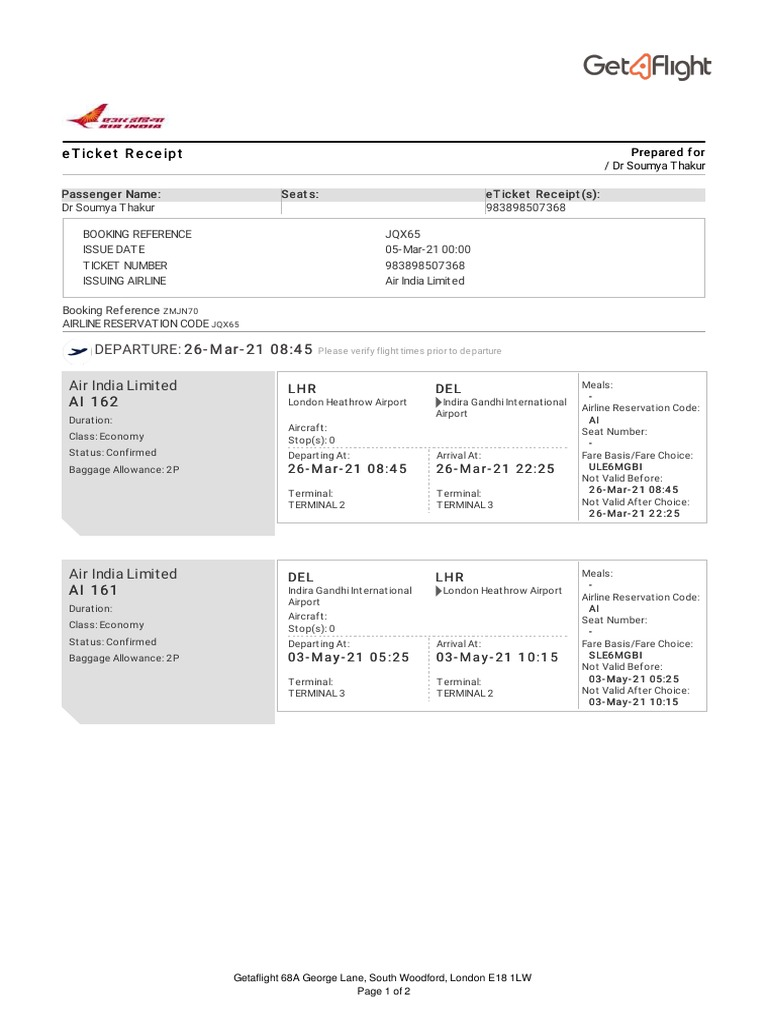 Get4Flight
एअर इंडिया
AIR INDIA
eTicket Receipt Prepared for
/ Dr Soumya Thakur
Passenger Name: Seats: eTicket Receipt(s):
Dr Soumya Thakur 983898507368
BOOKING REFERENCE JQX65
ISSUE DATE 05-Mar-21 00:00
TICKET NUMBER 983898507368
ISSUING AIRLINE Air India Limited
Booking Reference ZMJN70
AIRLINE RESERVATION CODE JQX65
DEPARTURE: 26-Mar-21 08:45 Please verify flight times prior to departure
Air India Limited
AI 162
Duration:
Class: Economy
Status: Confirmed
Baggage Allowance: 2P
LHR
London Heathrow Airport
DEL
Indira Gandhi International
Airport
Aircraft:
Stop(s): 0
Departing At:
26-Mar-21 08:45
Arrival At:
26-Mar-21 22:25
Terminal:
TERMINAL 2
Terminal:
TERMINAL 3
Meals:
-
Airline Reservation Code:
AI
Seat Number:
-
Fare Basis/Fare Choice:
ULE6MGBI
Not Valid Before:
26-Mar-21 08:45
Not Valid After Choice:
26-Mar-21 22:25
Air India Limited
AI 161
Duration:
Class: Economy
Status: Confirmed
Baggage Allowance: 2P
DEL
Indira Gandhi International
Airport
LHR
London Heathrow Airport
Aircraft:
Stop(s): 0
Departing At:
03-May-21 05:25
Arrival At:
03-May-21 10:15
Terminal:
TERMINAL 3
Terminal:
TERMINAL 2
Meals:
-
Airline Reservation Code:
AI
Seat Number:
-
Fare Basis/Fare Choice:
SLE6MGBI
Not Valid Before:
03-May-21 05:25
Not Valid After Choice:
03-May-21 10:15
Getaflight 68A George Lane, South Woodford, London E18 1LW
Page 1 of 2